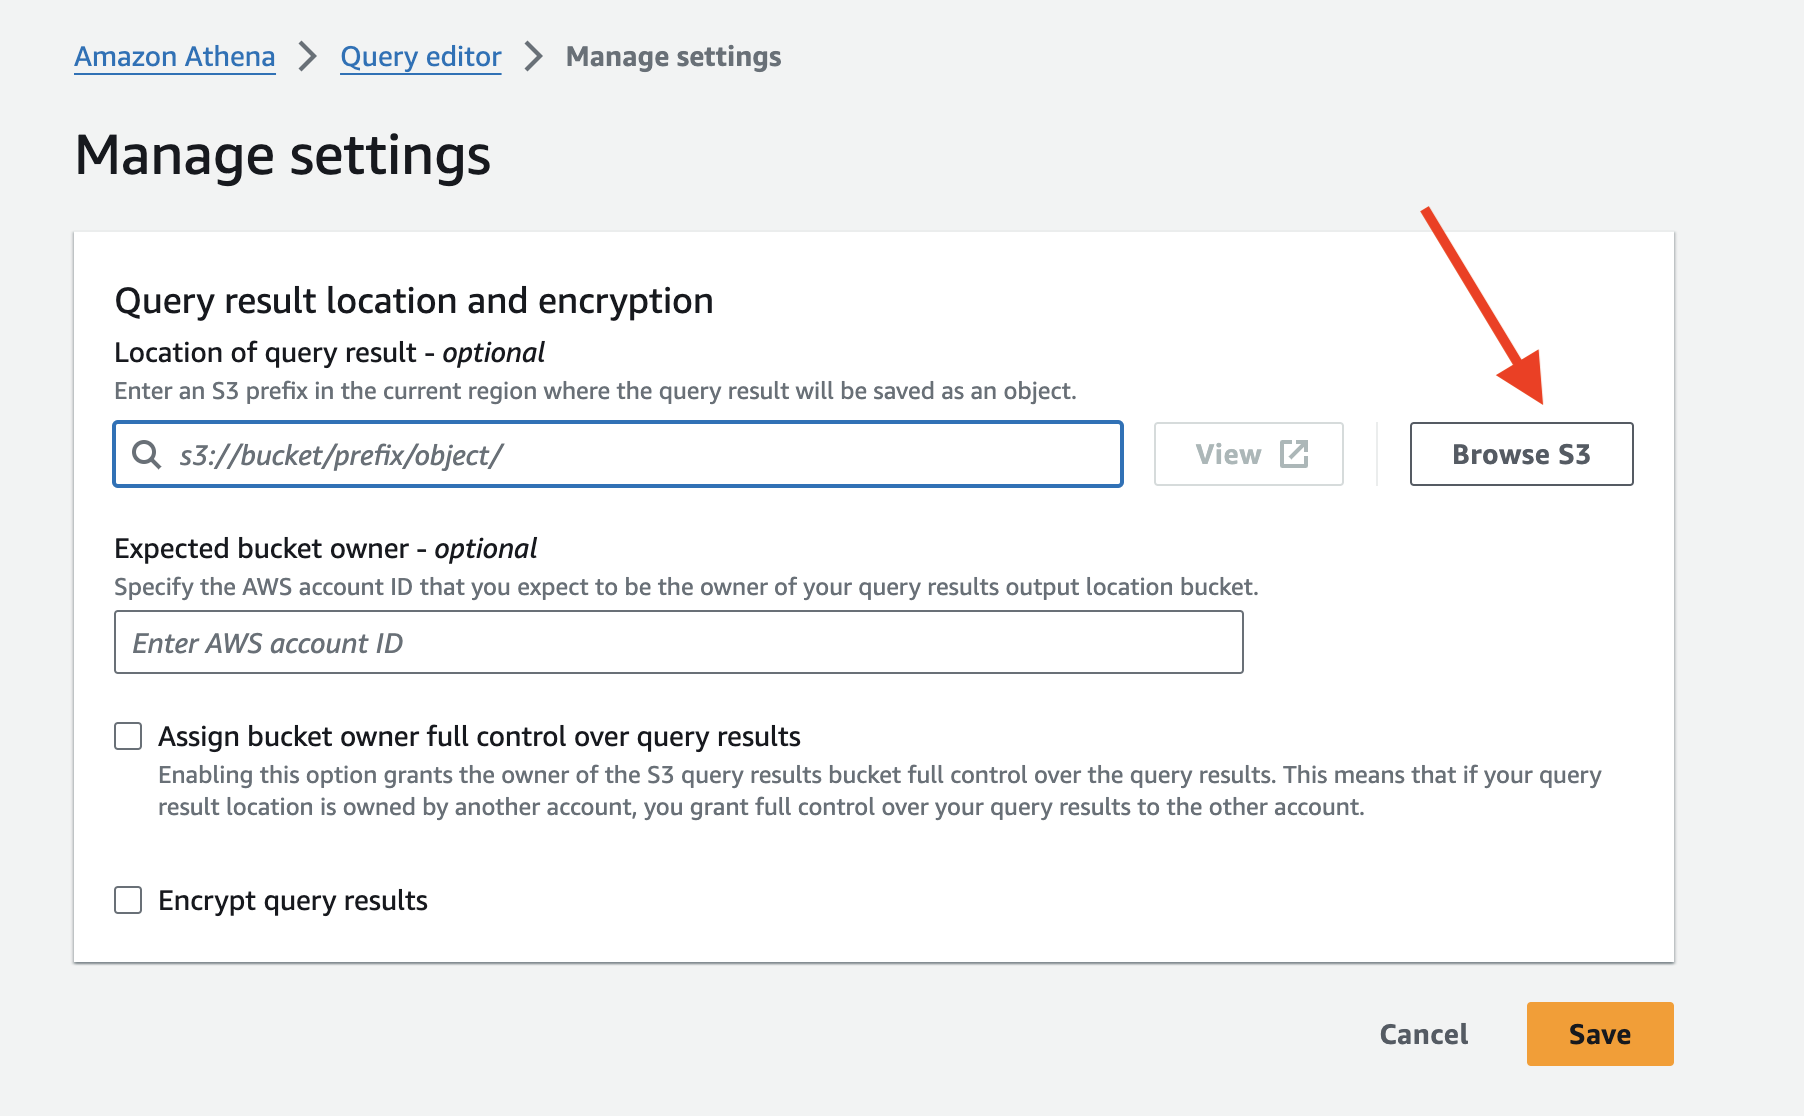 Amazon Athena > Query editor > Manage settings
Manage settings
Query result location and encryption
Location of query result - optional
Enter an S3 prefix in the current region where the query result will be saved as an object.
s3://bucket/prefix/object/ View Browse S3
Expected bucket owner - optional
Specify the AWS account ID that you expect to be the owner of your query results output location bucket.
Enter AWS account ID
Assign bucket owner full control over query results
Enabling this option grants the owner of the S3 query results bucket full control over the query results. This means that if your query
result location is owned by another account, you grant full control over your query results to the other account.
Encrypt query results
Cancel Save